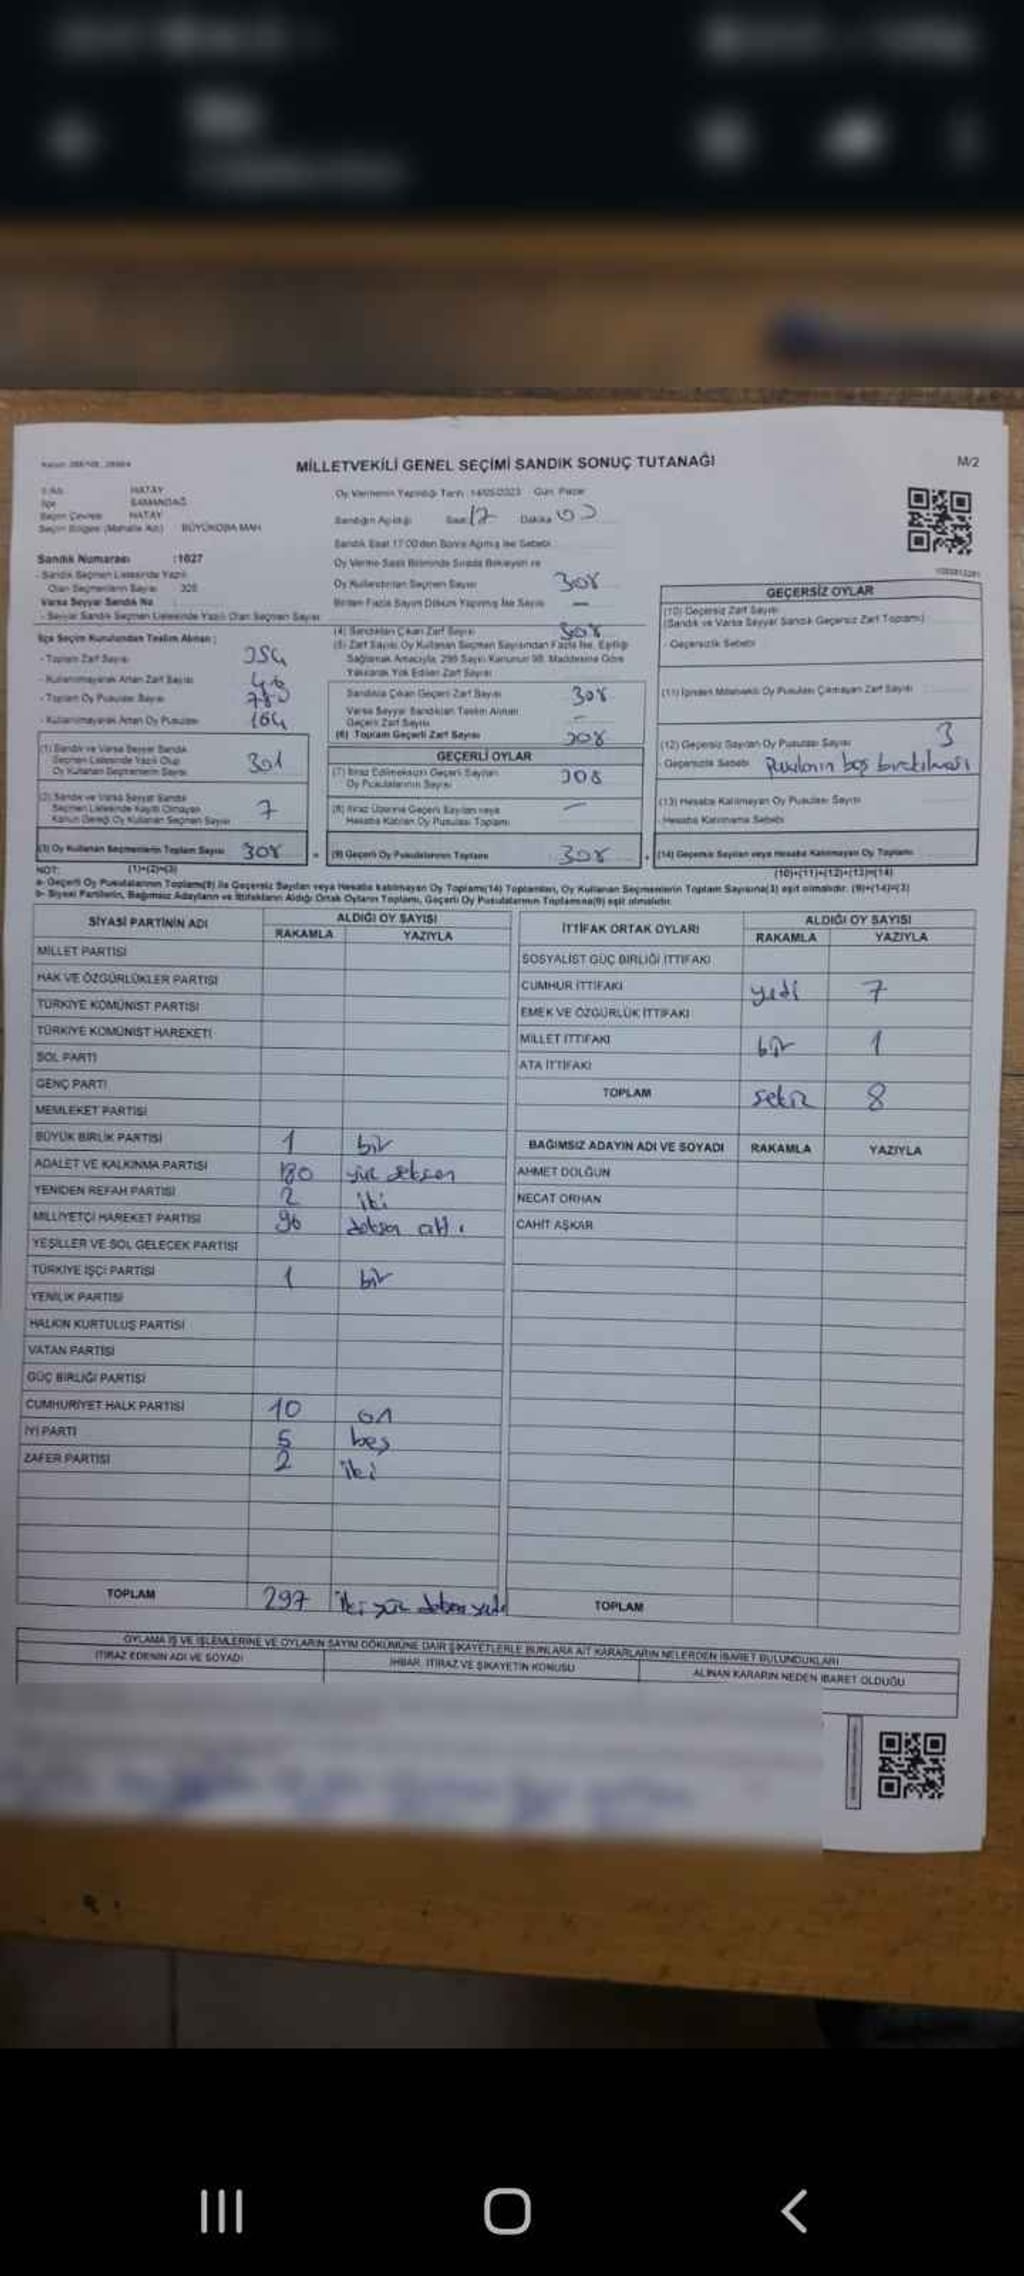 MİLLETVEKİLİ GENEL SEÇİMİ SANDIK SONUÇ TUTANAĞI
M/2
HATAY
İlçe SAMANDAĞ
Seçim Çevresi HATAY
Seçim Bölgesi (Mahalle Adı) BÜYÜKOBA MAH.
Sandık Numarası :1027
- Sandık Seçmen Listesinde Yazılı
Olan Seçmenlerin Sayısı
Varsa Seyyar Sandık No
- Seyyar Sandık Seçmen Listesinde Yazılı Olan Seçmen Sayısı
Oy Vermenin Yapıldığı Tarih 14/05/2023 Gün Pazar
Sandığın Açıldığı Saat 17 Dakika 00
Sandık Saat 17:00'den Sonra Açılmış İse Sebebi
Oy Verme Saati Bitiminde Sırada Bekleyen ve
Oy Kullandırılan Seçmen Sayısı 308
Birden Fazla Sayım Döküm Yapılmış İse Sayısı —
İlçe Seçim Kurulundan Teslim Alınan ;
- Toplam Zarf Sayısı 354
- Kullanılmayarak Artan Zarf Sayısı
- Toplam Oy Pusulası Sayısı
- Kullanılmayarak Artan Oy Pusulası 164
(1) Sandık ve Varsa Seyyar Sandık
Seçmen Listesinde Yazılı Olup
Oy Kullanan Seçmenlerin Sayısı 301
(2) Sandık ve Varsa Seyyar Sandık
Seçmen Listesinde Kayıtlı Olmayan
Kanun Gereği Oy Kullanan Seçmen Sayısı 7
(3) Oy Kullanan Seçmenlerin Toplam Sayısı 308
(4) Sandıktan Çıkan Zarf Sayısı 308
(5) Zarf Sayısı Oy Kullanan Seçmen Sayısından Fazla İse, Eşitliği
Sağlamak Amacıyla, 298 Sayılı Kanunun 98. Maddesine Göre
Yakılarak Yok Edilen Zarf Sayısı
Sandıkta Çıkan Geçerli Zarf Sayısı 308
Varsa Seyyar Sandıktan Teslim Alınan
Geçerli Zarf Sayısı -
(6) Toplam Geçerli Zarf Sayısı 308
GEÇERLİ OYLAR
(7) İtiraz Edilmeksizin Geçerli Sayılan
Oy Pusulalarının Sayısı 308
(8) İtiraz Üzerine Geçerli Sayılan veya
Hesaba Katılan Oy Pusulası Toplamı —
(9) Geçerli Oy Pusulalarının Toplamı 308
GEÇERSİZ OYLAR
(10) Geçersiz Zarf Sayısı
(Sandık ve Varsa Seyyar Sandık Geçersiz Zarf Toplamı)
- Geçersizlik Sebebi
(11) İçinden Milletvekili Oy Pusulası Çıkmayan Zarf Sayısı
(12) Geçersiz Sayılan Oy Pusulası Sayısı 3
- Geçersizlik Sebebi Pusulanın boş bırakılması
(13) Hesaba Katılmayan Oy Pusulası Sayısı
- Hesaba Katılmama Sebebi
(14) Geçersiz Sayılan veya Hesaba Katılmayan Oy Toplamı
(10)+(11)+(12)+(13)=(14)
NOT: (1)+(2)=(3)
a- Geçerli Oy Pusulalarının Toplamı(9) ile Geçersiz Sayılan veya Hesaba katılmayan Oy Toplamı(14) Toplamları, Oy Kullanan Seçmenlerin Toplam Sayısına(3) eşit olmalıdır. (9)+(14)=(3)
b- Siyasi Partilerin, Bağımsız Adayların ve İttifakların Aldığı Ortak Oyların Toplamı, Geçerli Oy Pusulalarının Toplamına(9) eşit olmalıdır.
SİYASİ PARTİNİN ADI ALDIĞI OY SAYISI
RAKAMLA YAZIYLA
MİLLET PARTİSİ
HAK VE ÖZGÜRLÜKLER PARTİSİ
TÜRKİYE KOMÜNİST PARTİSİ
TÜRKİYE KOMÜNİST HAREKETİ
SOL PARTİ
GENÇ PARTİ
MEMLEKET PARTİSİ
BÜYÜK BİRLİK PARTİSİ 1 bir
ADALET VE KALKINMA PARTİSİ 180 yüz seksen
YENİDEN REFAH PARTİSİ 2 iki
MİLLİYETÇİ HAREKET PARTİSİ 96 doksan altı
YEŞİLLER VE SOL GELECEK PARTİSİ
TÜRKİYE İŞÇİ PARTİSİ 1 bir
YENİLİK PARTİSİ
HALKIN KURTULUŞ PARTİSİ
VATAN PARTİSİ
GÜÇ BİRLİĞİ PARTİSİ
CUMHURİYET HALK PARTİSİ 10 on
İYİ PARTİ 5 beş
ZAFER PARTİSİ 2 iki
TOPLAM 297 iki yüz doksan yedi
İTTİFAK ORTAK OYLARI ALDIĞI OY SAYISI
RAKAMLA YAZIYLA
SOSYALİST GÜÇ BİRLİĞİ İTTİFAKI
CUMHUR İTTİFAKI yedi 7
EMEK VE ÖZGÜRLÜK İTTİFAKI
MİLLET İTTİFAKI bir 1
ATA İTTİFAKI
TOPLAM sekiz 8
BAĞIMSIZ ADAYIN ADI VE SOYADI RAKAMLA YAZIYLA
AHMET DOLĞUN
NECAT ORHAN
CAHİT AŞKAR
TOPLAM
OYLAMA İŞ VE İŞLEMLERİNE VE OYLARIN SAYIM DÖKÜMÜNE DAİR ŞİKAYETLERLE BUNLARA AİT KARARLARIN NELERDEN İBARET BULUNDUKLARI
İTİRAZ EDENİN ADI VE SOYADI İHBAR, İTİRAZ VE ŞİKAYETİN KONUSU ALINAN KARARIN NEDEN İBARET OLDUĞU